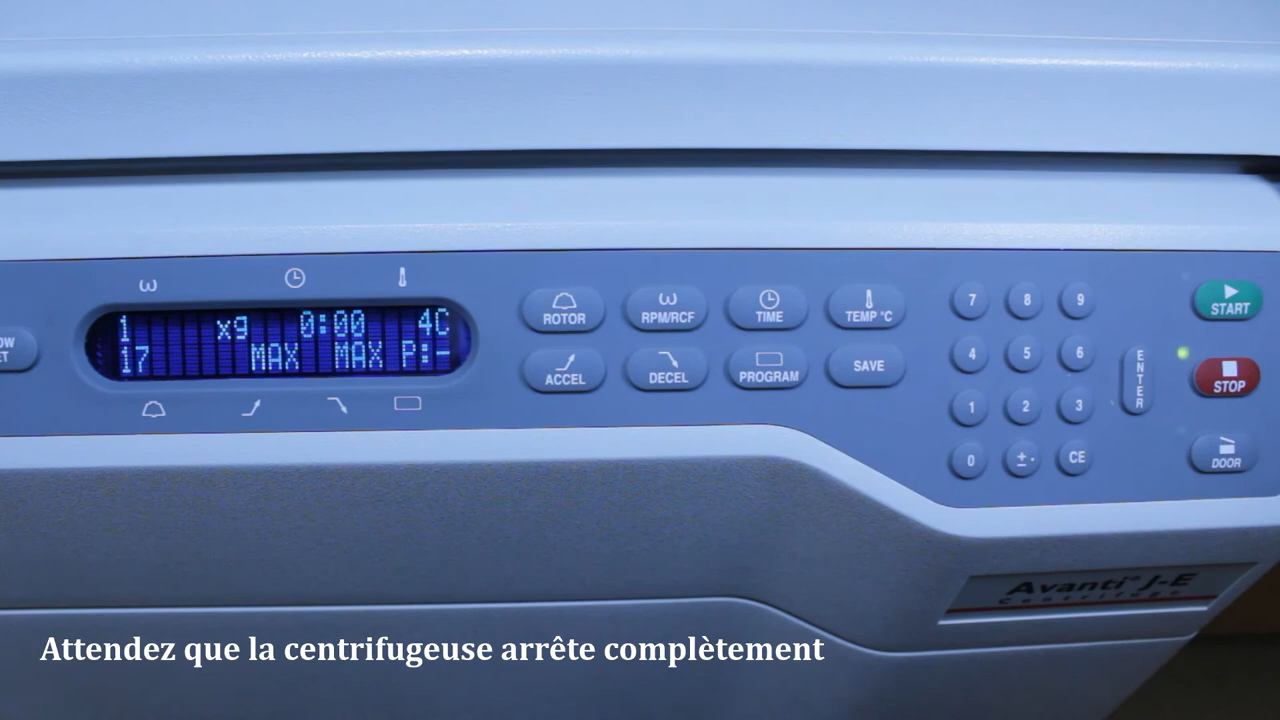 ω
1 xg 0:00 4C
17 MAX MAX P:-
ROTOR
ω
RPM/RCF
TIME
TEMP °C
ACCEL
DECEL
PROGRAM
SAVE
7 8 9
4 5 6
1 2 3
0 ±· CE
ENTER
START
STOP
DOOR
Avanti® J-E
Centrifuge
Attendez que la centrifugeuse arrête complètement